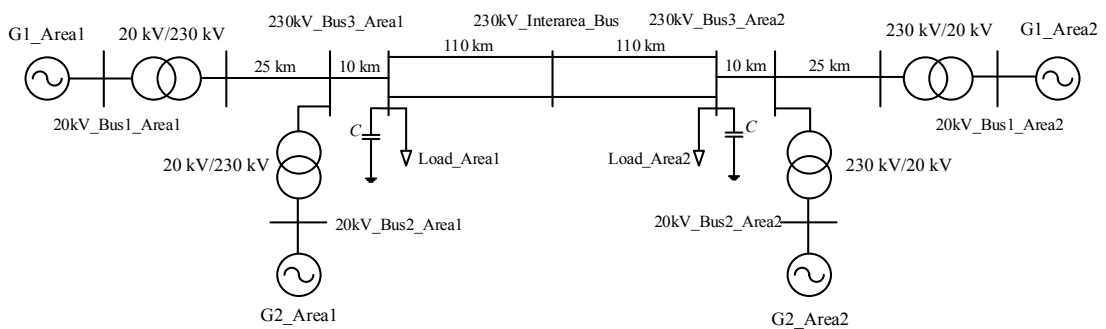 230kV_Bus3_Area1
230kV_Interarea_Bus
230kV_Bus3_Area2
G1_Area1
20 kV/230 kV
230 kV/20 kV
G1_Area2
110 km
110 km
25 km
10 km
10 km
25 km
20kV_Bus1_Area1
20kV_Bus1_Area2
C
C
20 kV/230 kV
Load_Area1
Load_Area2
230 kV/20 kV
20kV_Bus2_Area1
20kV_Bus2_Area2
G2_Area1
G2_Area2